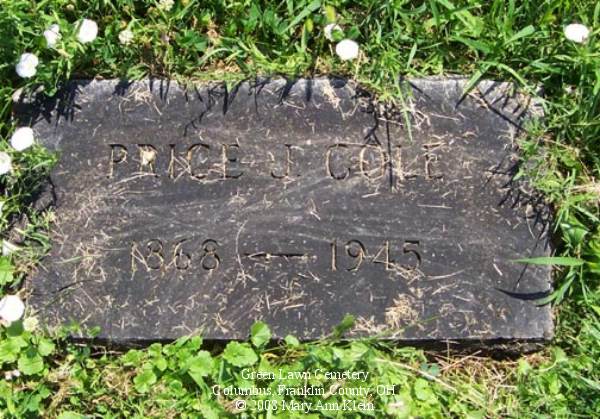 PRICE J. COLE
1868 — 1945
Green Lawn Cemetery
Columbus, Franklin County, OH
© 2008 Mary Ann Klein